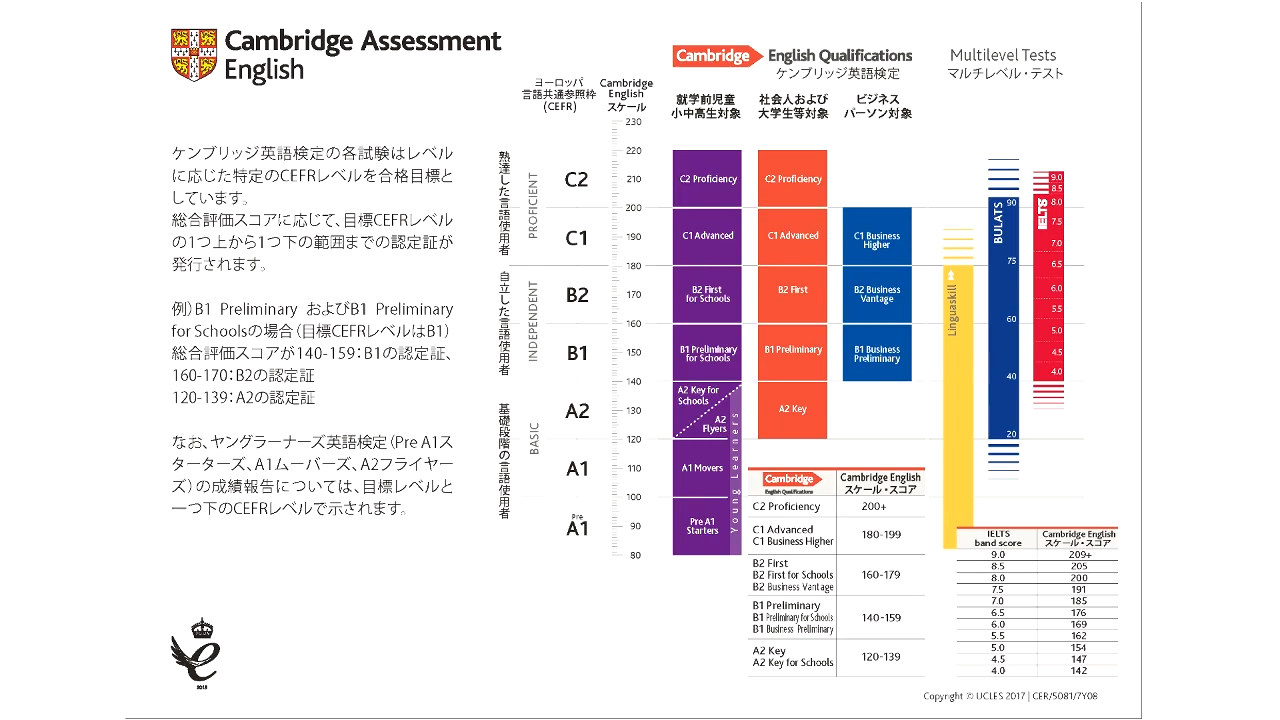 Cambridge Assessment
English
ケンブリッジ英語検定の各試験はレベル
に応じた特定のCEFRレベルを合格目標と
しています。
総合評価スコアに応じて、目標CEFRレベル
の1つ上から1つ下の範囲までの認定証が
発行されます。
例）B1 Preliminary およびB1 Preliminary
for Schoolsの場合（目標CEFRレベルはB1）
総合評価スコアが140-159：B1の認定証、
160-170：B2の認定証
120-139：A2の認定証
なお、ヤングラーナーズ英語検定（Pre A1ス
ターターズ、A1ムーバーズ、A2フライヤー
ズ）の成績報告については、目標レベルと
一つ下のCEFRレベルで示されます。
2015
ヨーロッパ
言語共通参照枠
(CEFR)
Cambridge
English
スケール
Cambridge English Qualifications
ケンブリッジ英語検定
就学前児童
小中高生対象
社会人および
大学生等対象
ビジネス
パーソン対象
Multilevel Tests
マルチレベル・テスト
熟達した言語使用者
PROFICIENT
自立した言語使用者
INDEPENDENT
基礎段階の言語使用者
BASIC
C2
C1
B2
B1
A2
A1
Pre
A1
230
220
210
200
190
180
170
160
150
140
130
120
110
100
90
80
C2 Proficiency
C1 Advanced
B2 First
for Schools
B1 Preliminary
for Schools
A2 Key for
Schools
A2
Flyers
A1 Movers
Pre A1
Starters
Young Learners
C2 Proficiency
C1 Advanced
B2 First
B1 Preliminary
A2 Key
C1 Business
Higher
B2 Business
Vantage
B1 Business
Preliminary
Linguaskill
BULATS
90
75
60
40
20
IELTS
9.0
8.5
8.0
7.5
7.0
6.5
6.0
5.5
5.0
4.5
4.0
Cambridge
English Qualifications
Cambridge English
スケール・スコア
C2 Proficiency 200+
C1 Advanced
C1 Business Higher
180-199
B2 First
B2 First for Schools
B2 Business Vantage
160-179
B1 Preliminary
B1 Preliminary for Schools
B1 Business Preliminary
140-159
A2 Key
A2 Key for Schools
120-139
IELTS
band score
Cambridge English
スケール・スコア
9.0 209+
8.5 205
8.0 200
7.5 191
7.0 185
6.5 176
6.0 169
5.5 162
5.0 154
4.5 147
4.0 142
Copyright © UCLES 2017 | CER/5081/7Y08